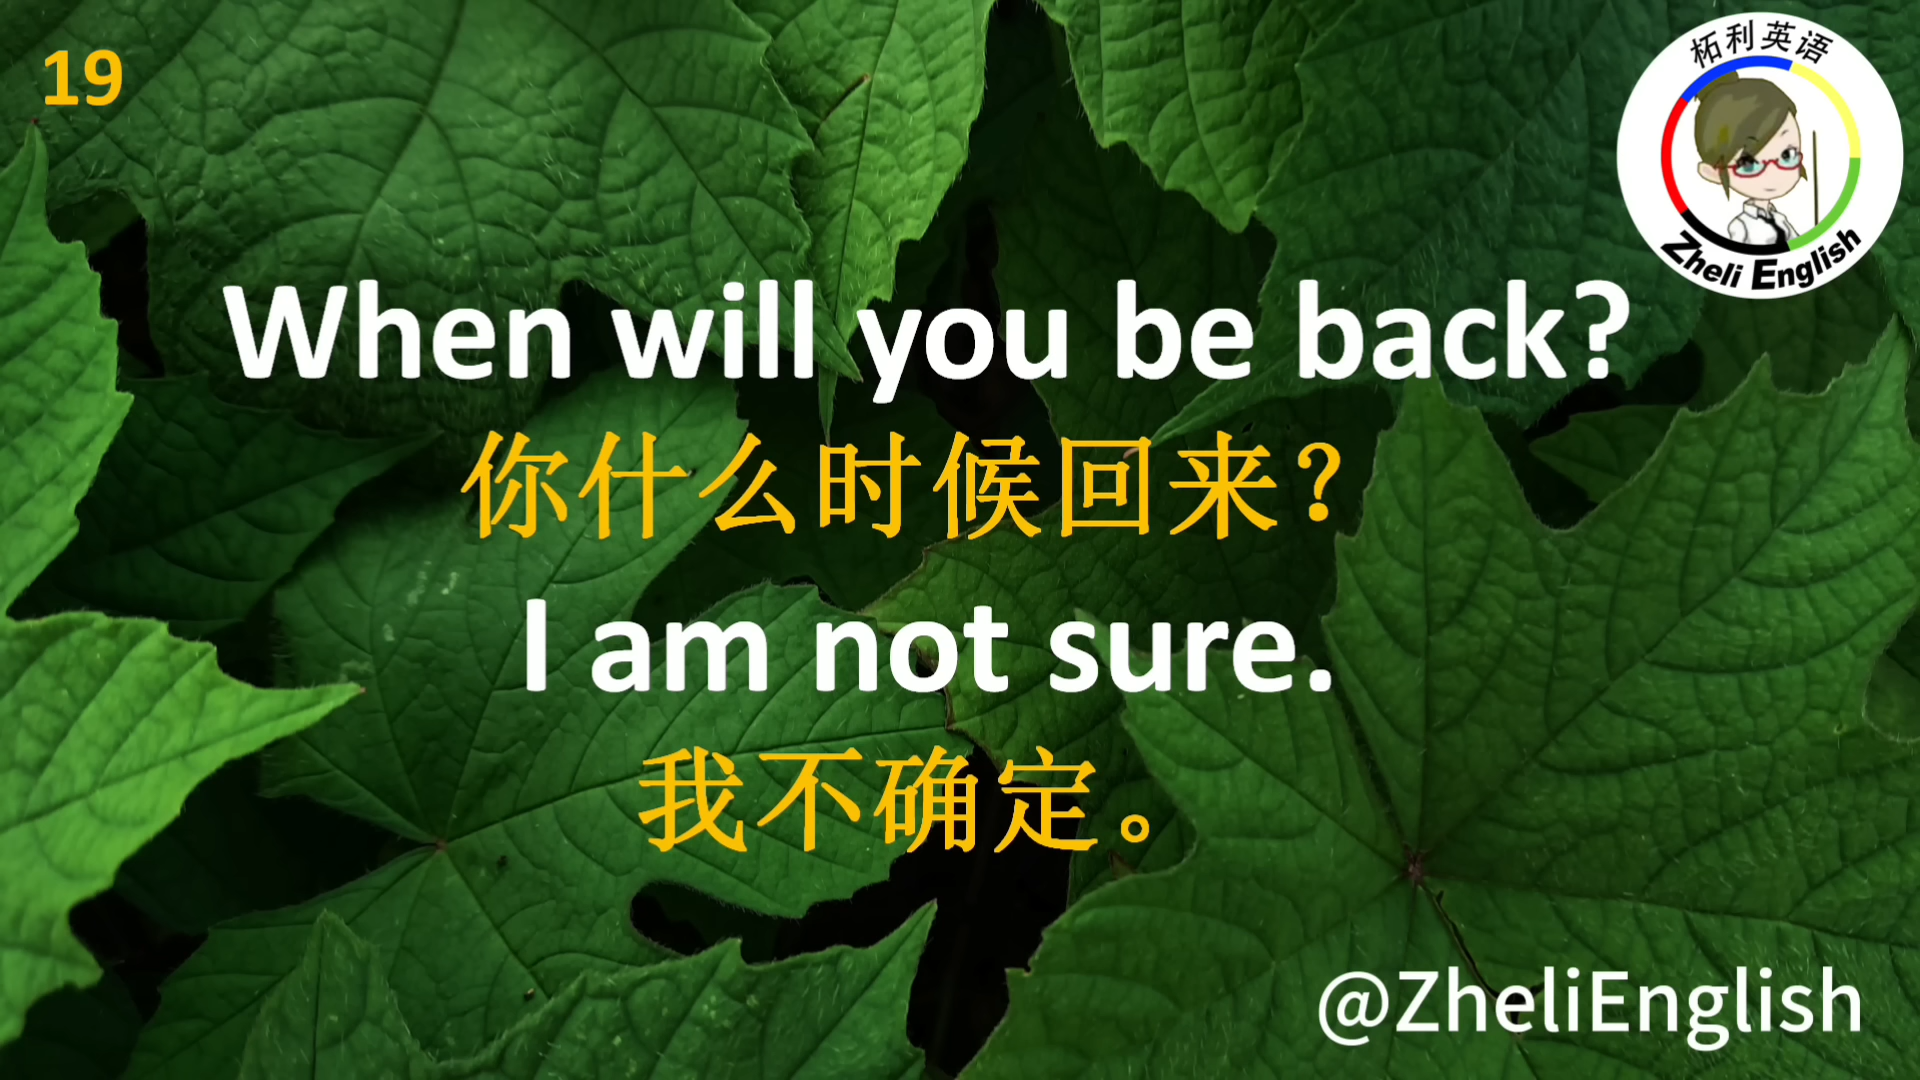 19
柘利英语
Zheli English
When will you be back?
你什么时候回来？
I am not sure.
我不确定。
@ZheliEnglish